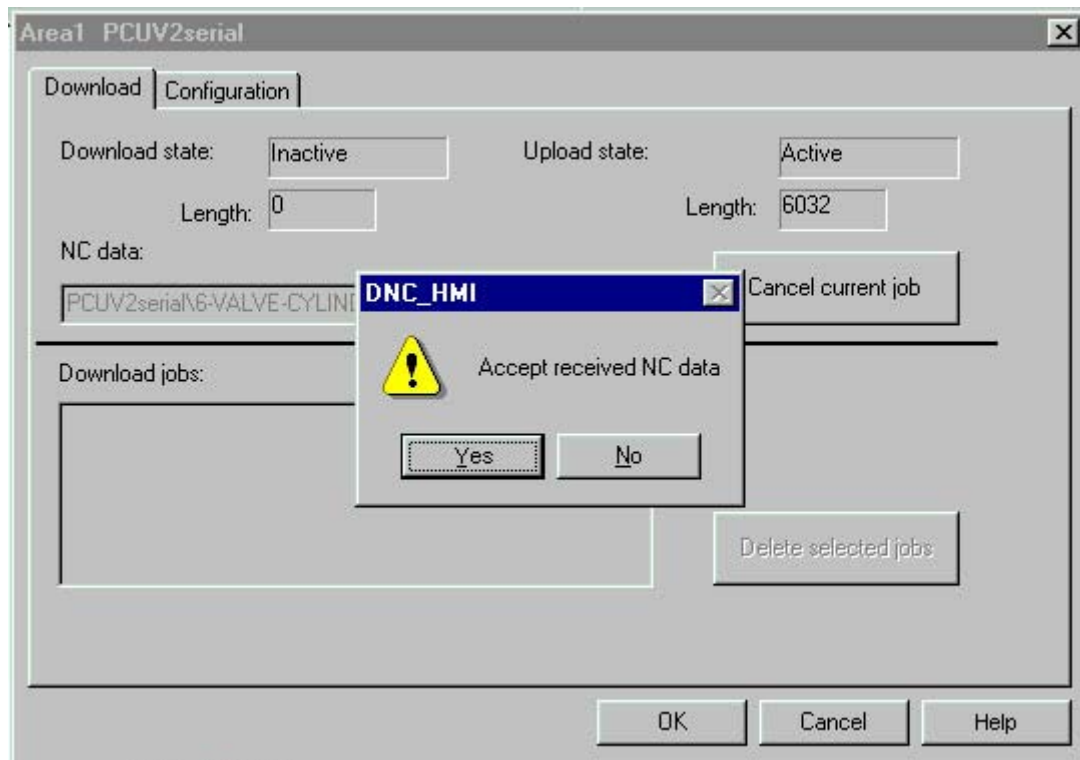 Area1 PCUV2serial
Download
Configuration
Download state:
Inactive
Upload state:
Active
Length:
0
Length:
6032
NC data:
PCUV2serial\6-VALVE-CYLIND
Cancel current job
DNC_HMI
Accept received NC data
Yes
No
Download jobs:
Delete selected jobs
OK
Cancel
Help